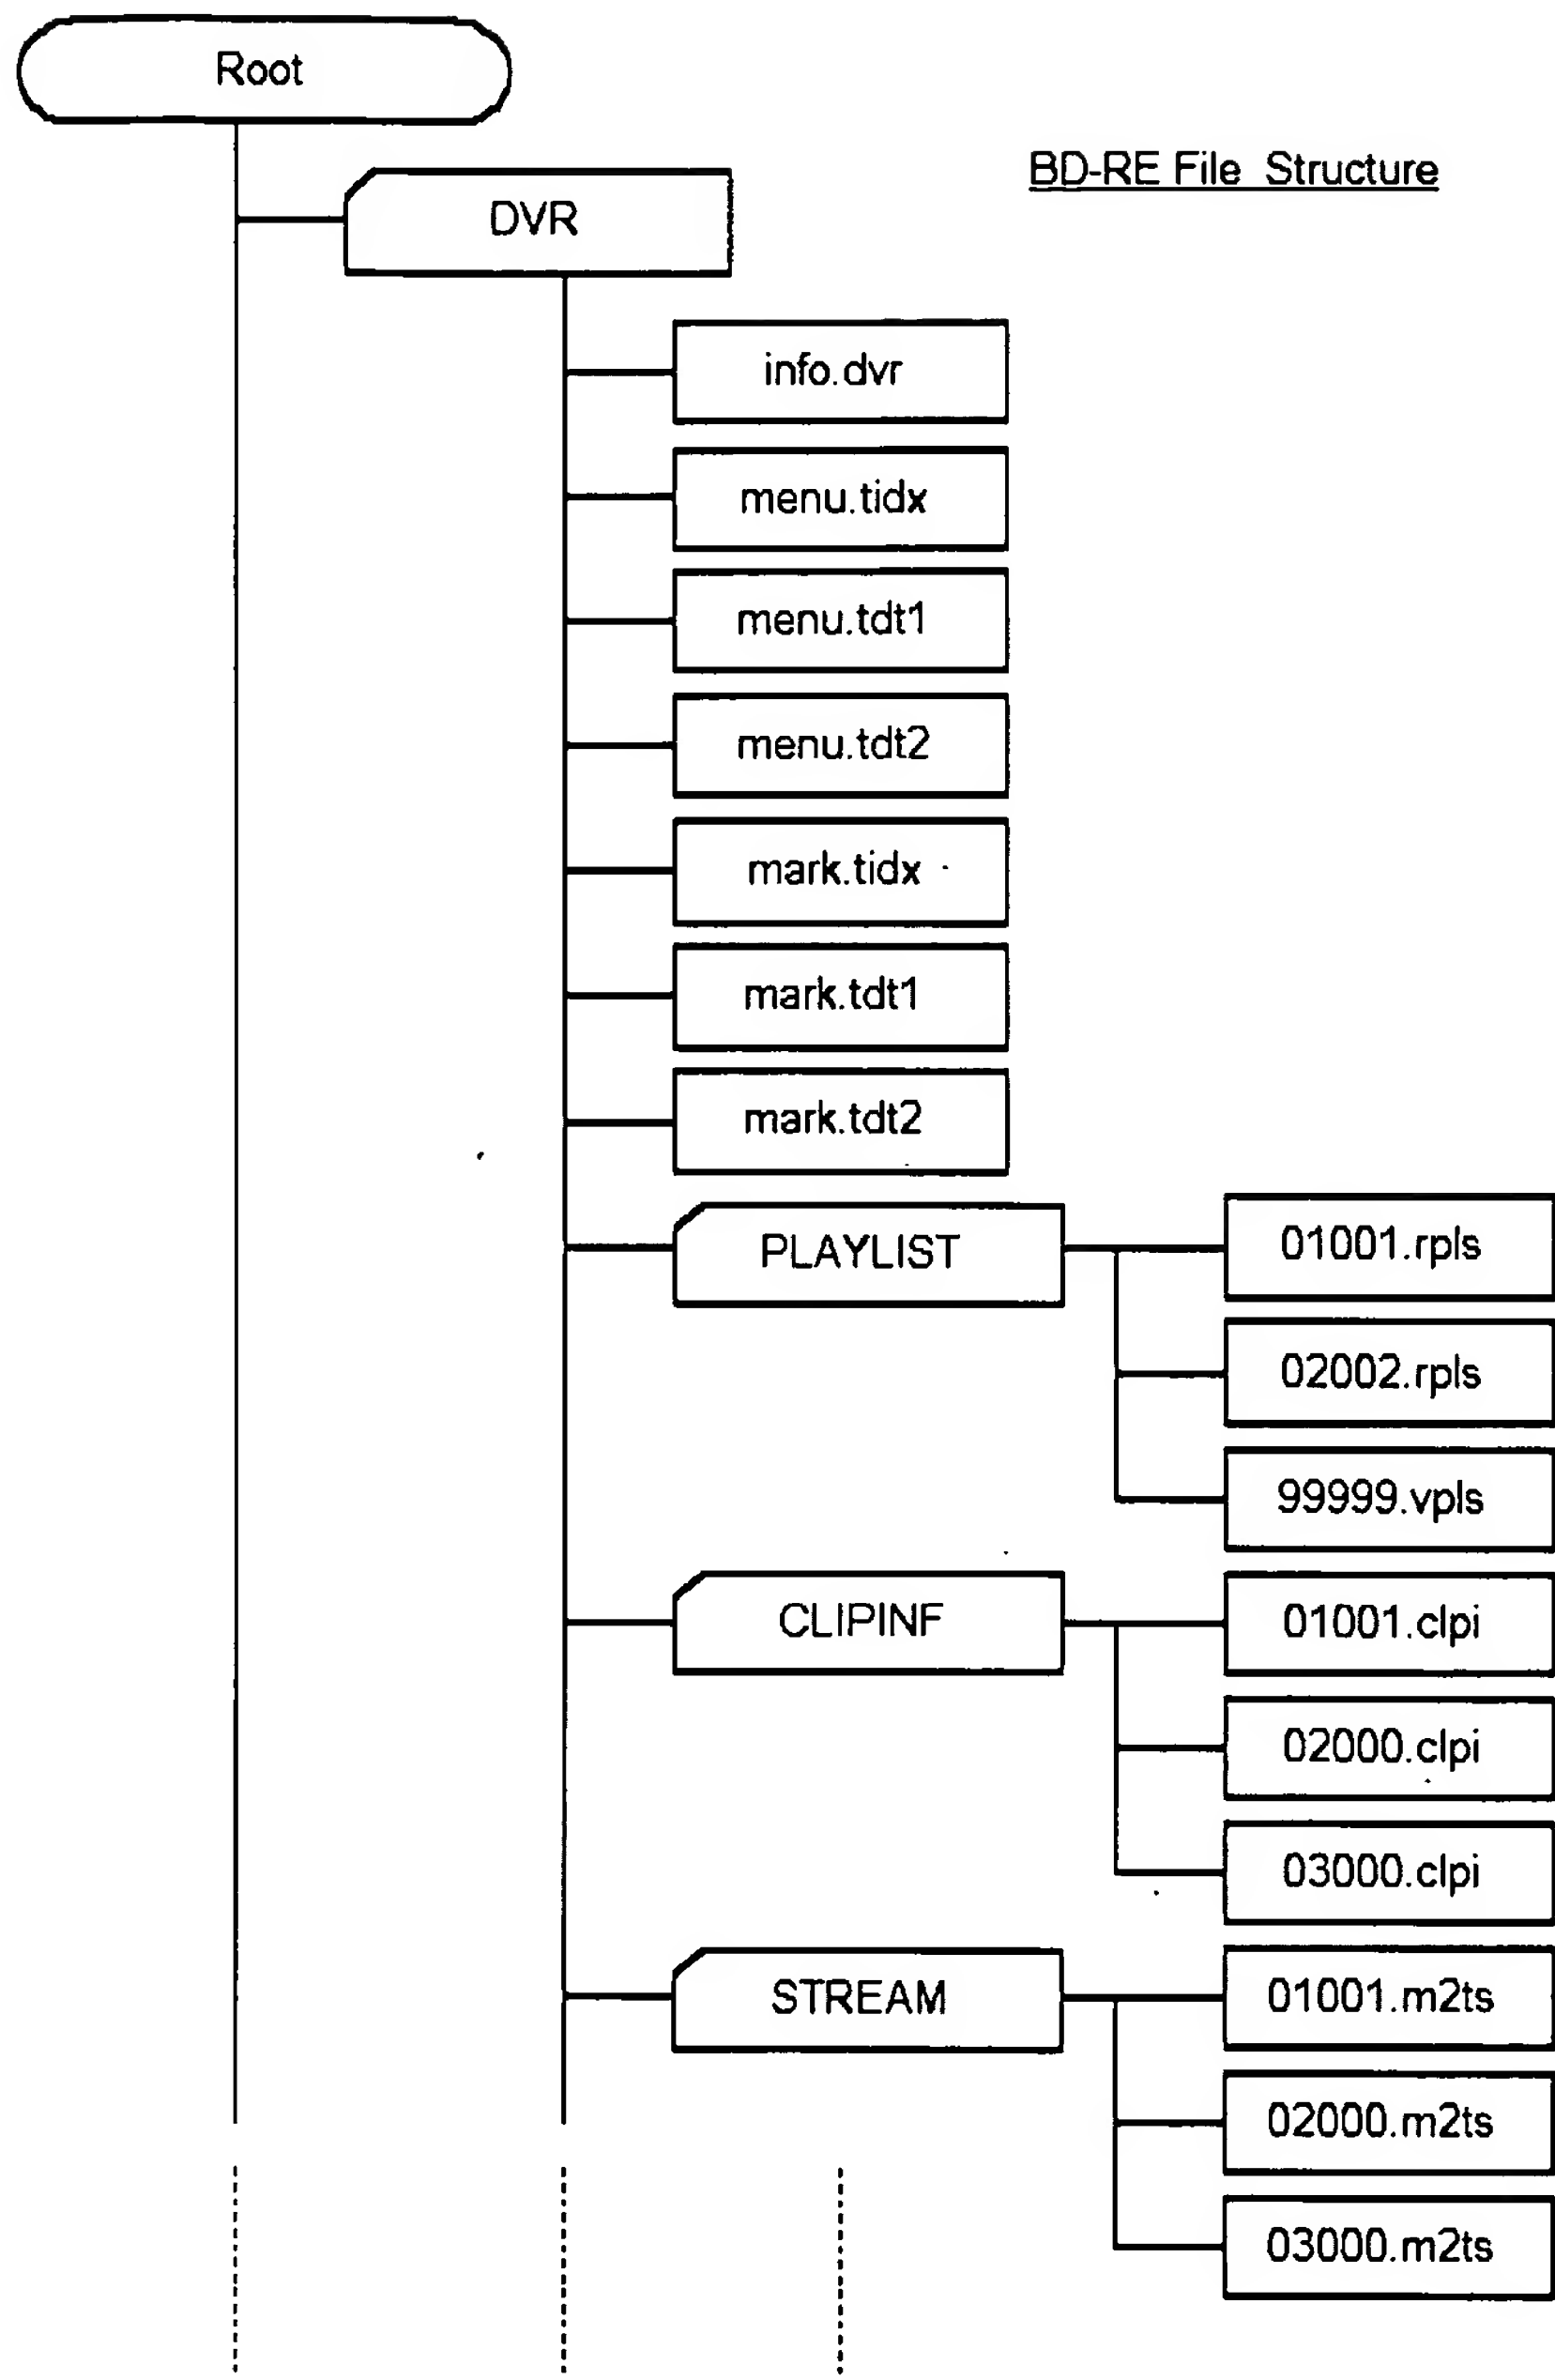 Root
BD-RE File Structure
DVR
info.dvr
menu.tidx
menu.tdt1
menu.tdt2
mark.tidx
mark.tdt1
mark.tdt2
PLAYLIST
01001.rpls
02002.rpls
99999.vpls
CLIPINF
01001.clpi
02000.clpi
03000.clpi
STREAM
01001.m2ts
02000.m2ts
03000.m2ts